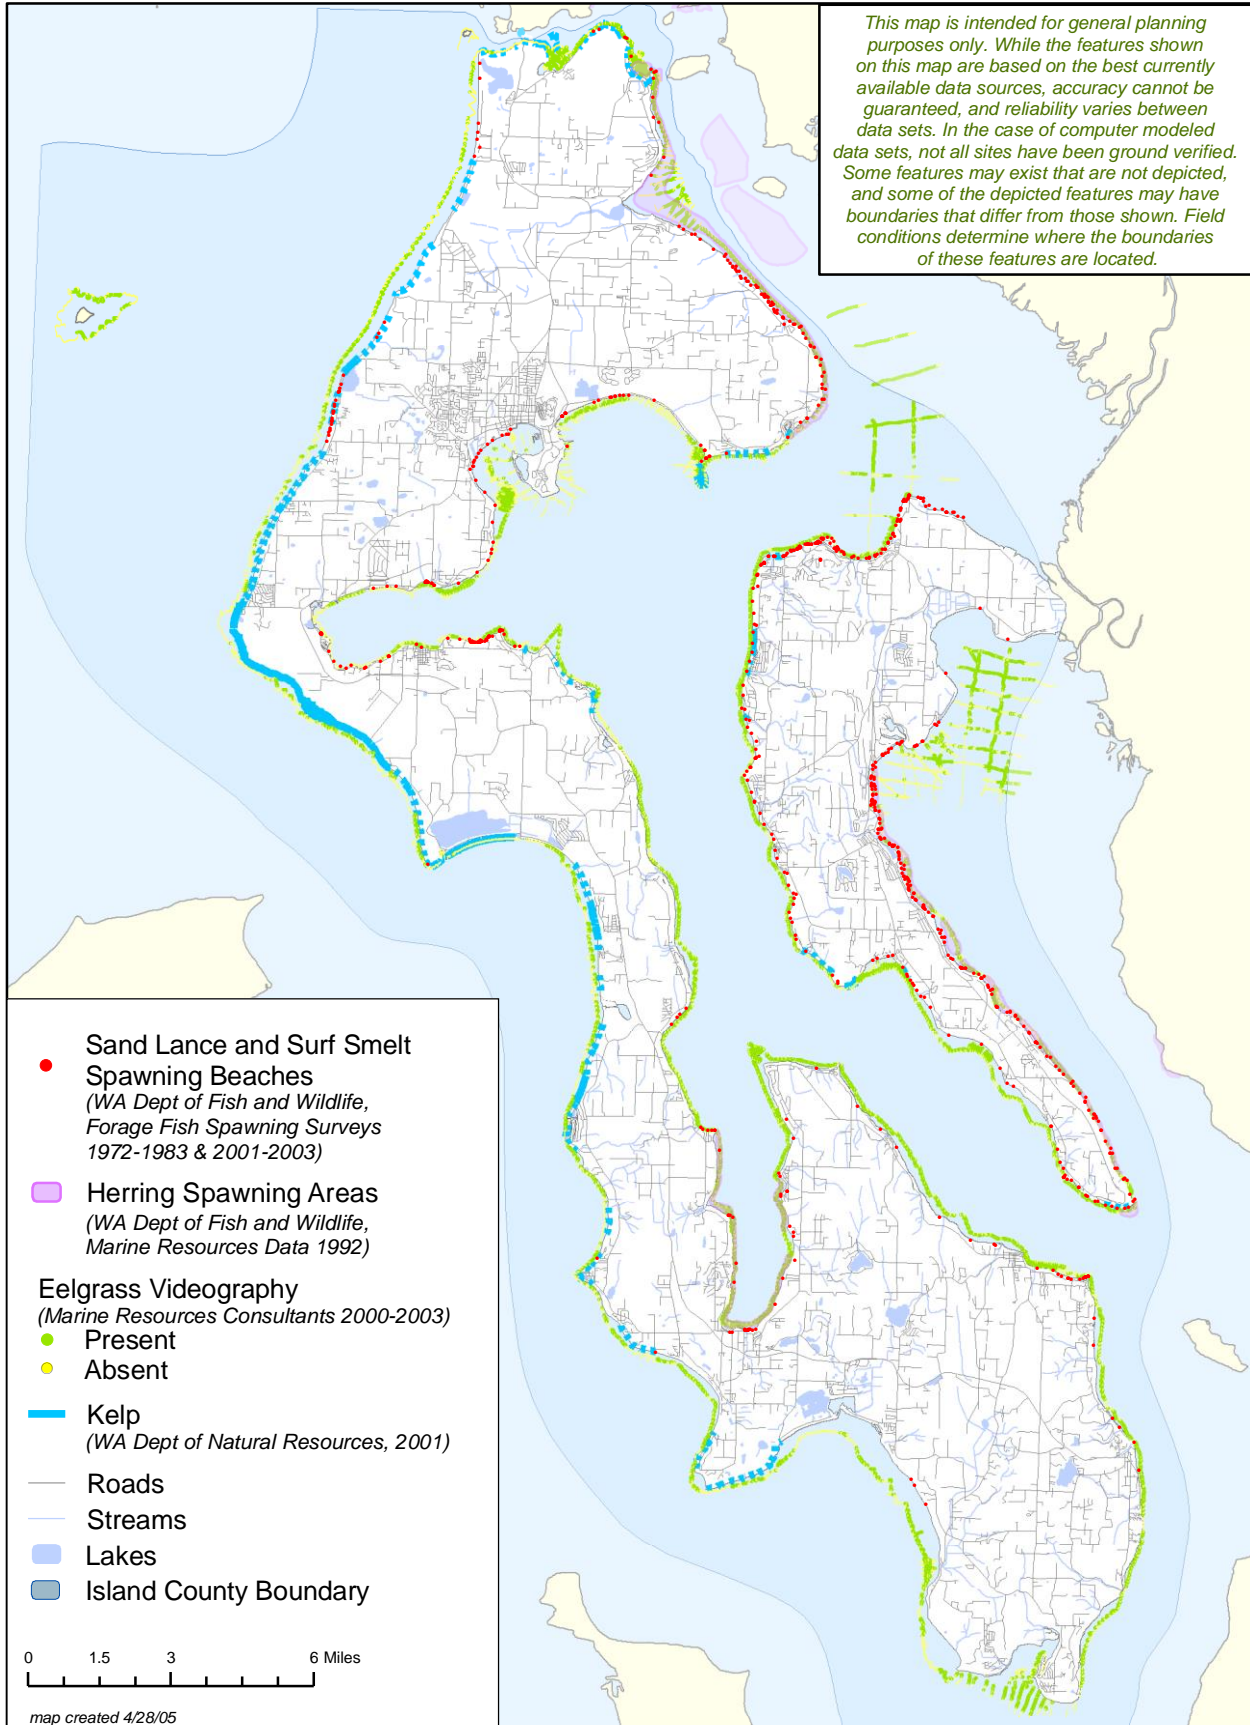 This map is intended for general planning
purposes only. While the features shown
on this map are based on the best currently
available data sources, accuracy cannot be
guaranteed, and reliability varies between
data sets. In the case of computer modeled
data sets, not all sites have been ground verified.
Some features may exist that are not depicted,
and some of the depicted features may have
boundaries that differ from those shown. Field
conditions determine where the boundaries
of these features are located.
Sand Lance and Surf Smelt
Spawning Beaches
(WA Dept of Fish and Wildlife,
Forage Fish Spawning Surveys
1972-1983 & 2001-2003)
Herring Spawning Areas
(WA Dept of Fish and Wildlife,
Marine Resources Data 1992)
Eelgrass Videography
(Marine Resources Consultants 2000-2003)
Present
Absent
Kelp
(WA Dept of Natural Resources, 2001)
Roads
Streams
Lakes
Island County Boundary
0 1.5 3 6 Miles
map created 4/28/05